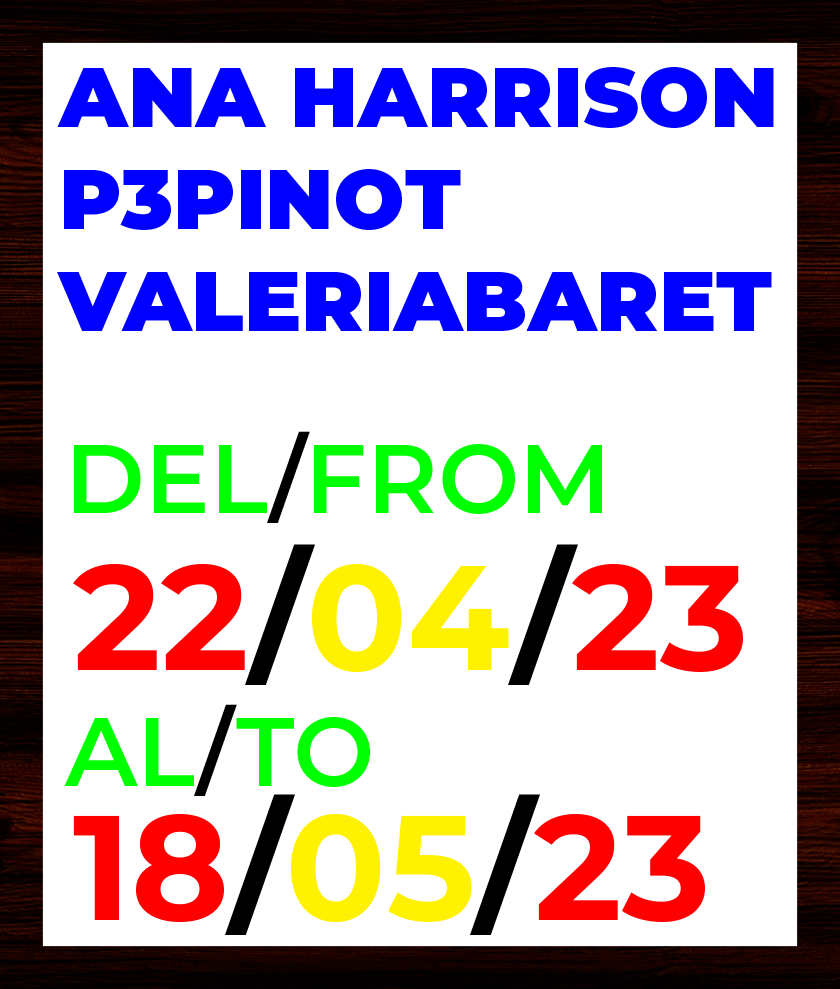 ANA HARRISON
P3PINOT
VALERIABARET
DEL/FROM
22/04/23
AL/TO
18/05/23